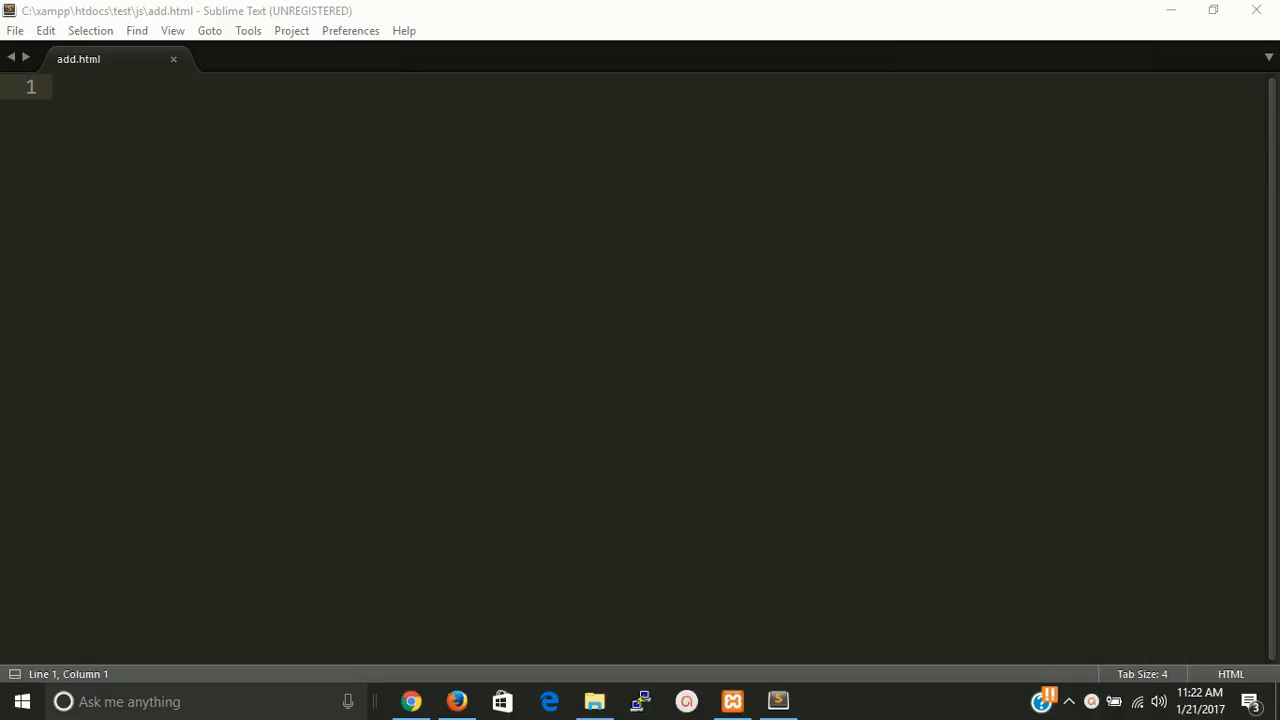 C:\xampp\htdocs\test\js\add.html - Sublime Text (UNREGISTERED)
File Edit Selection Find View Goto Tools Project Preferences Help
add.html
1
Line 1, Column 1
Tab Size: 4
HTML
Ask me anything
11:22 AM
1/21/2017
3